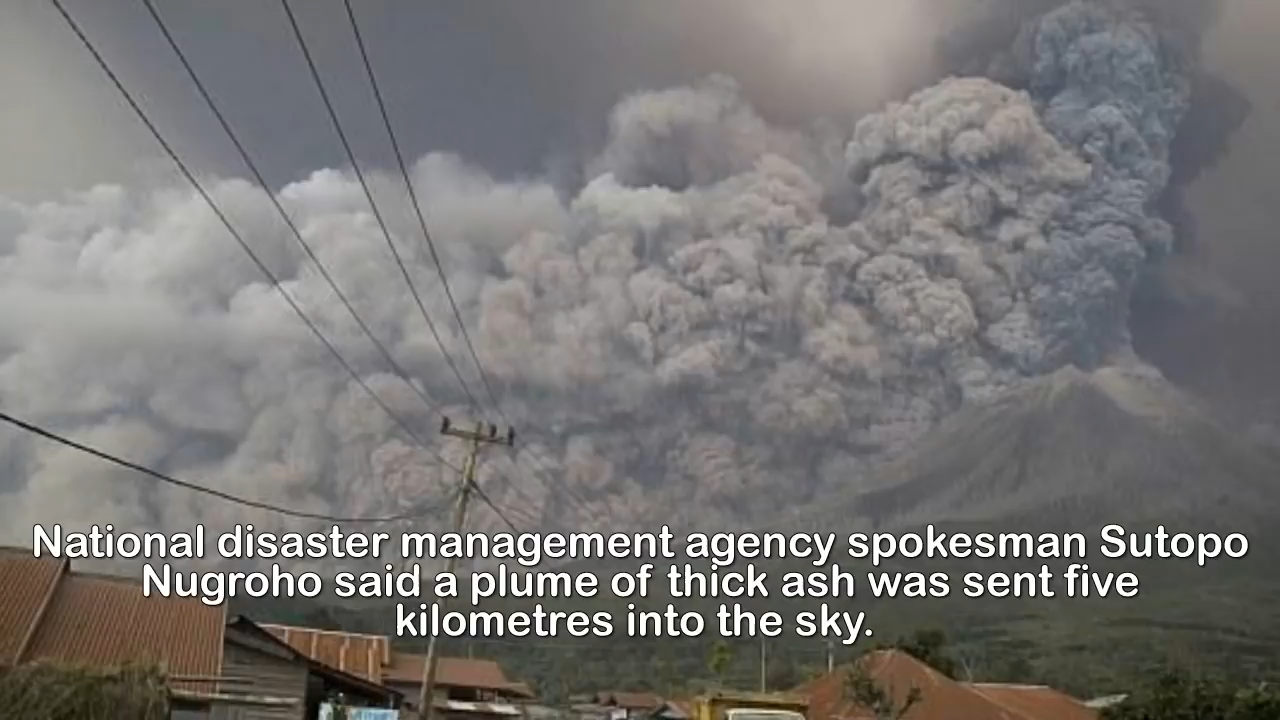 National disaster management agency spokesman Sutopo
Nugroho said a plume of thick ash was sent five
kilometres into the sky.